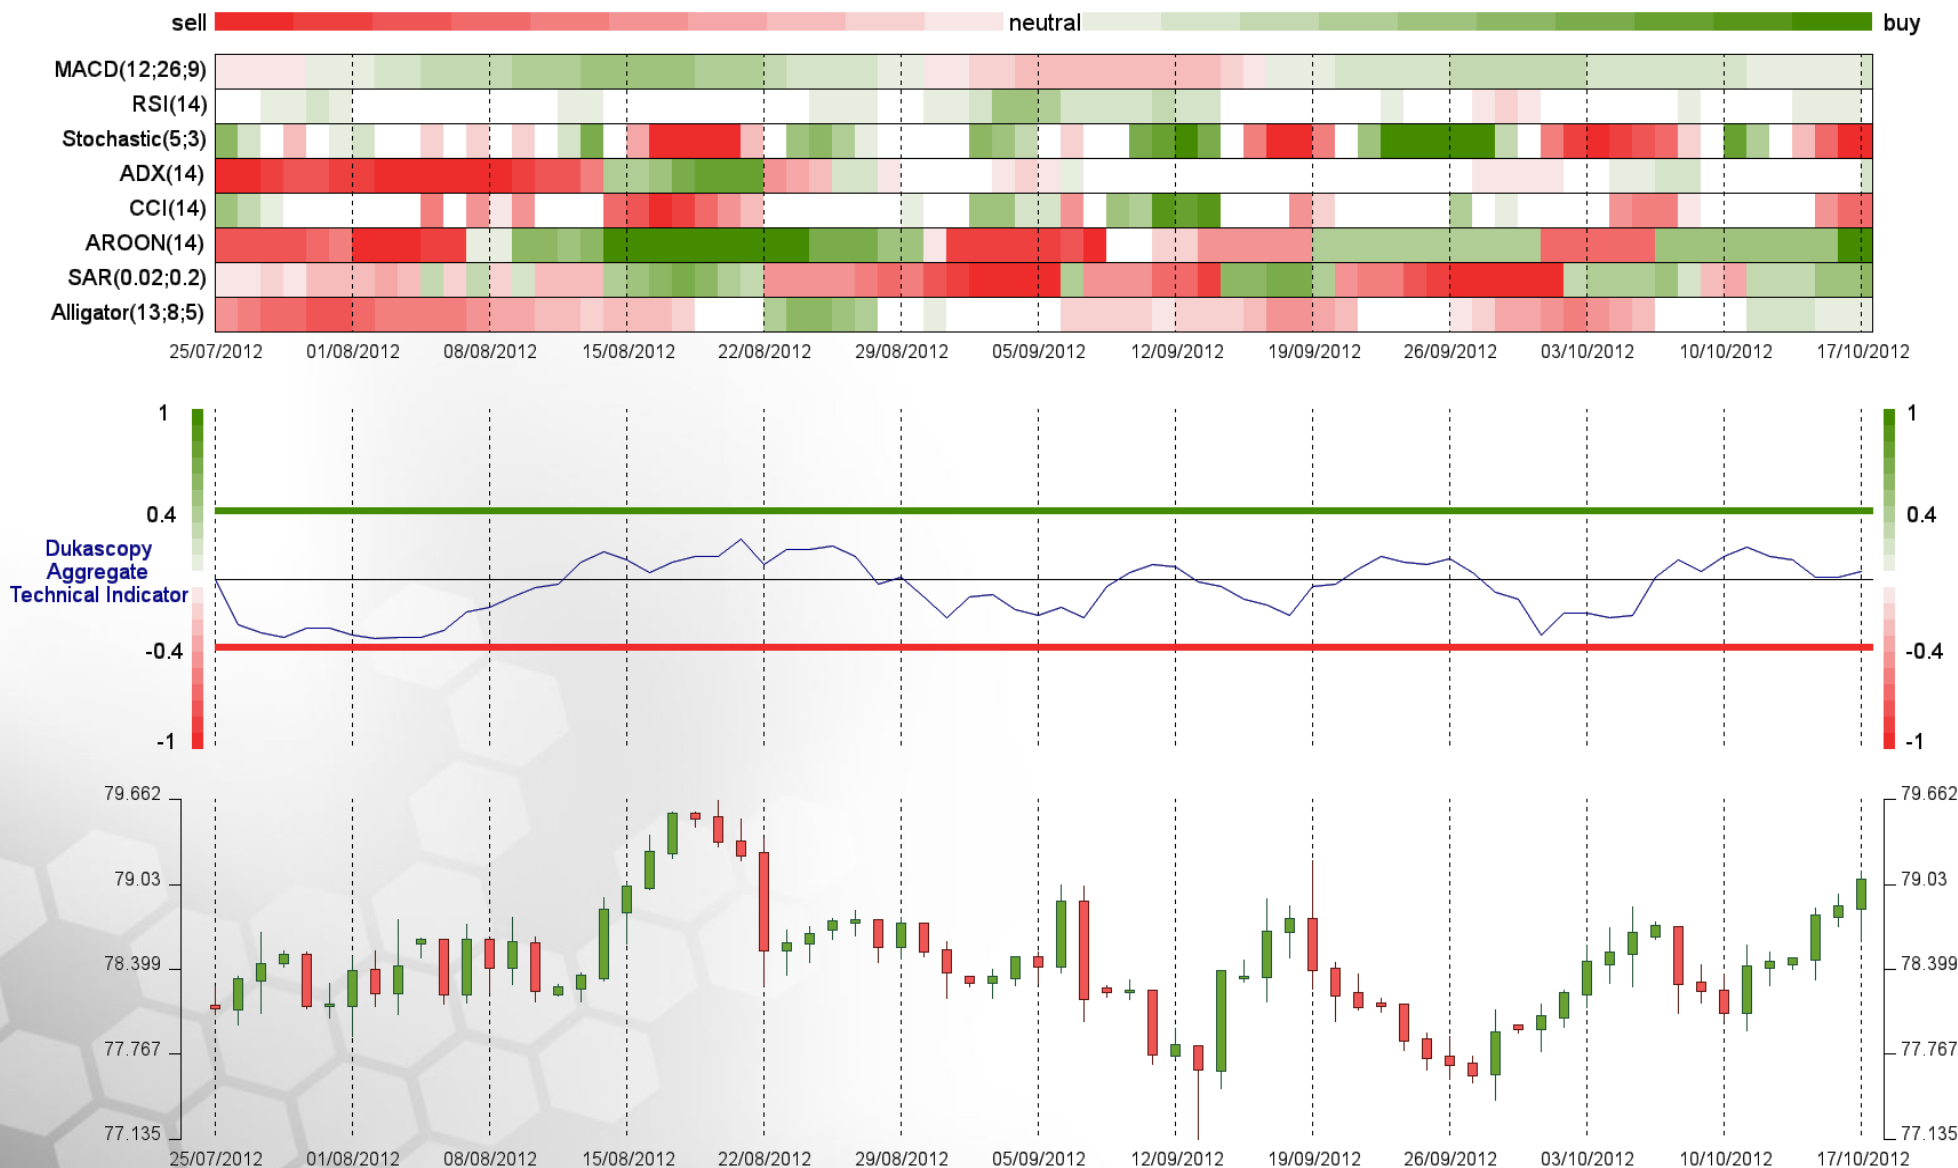 sell neutral buy
MACD(12;26;9)
RSI(14)
Stochastic(5;3)
ADX(14)
CCI(14)
AROON(14)
SAR(0.02;0.2)
Alligator(13;8;5)
25/07/2012 01/08/2012 08/08/2012 15/08/2012 22/08/2012 29/08/2012 05/09/2012 12/09/2012 19/09/2012 26/09/2012 03/10/2012 10/10/2012 17/10/2012
1 1
0.4 0.4
Dukascopy
Aggregate
Technical Indicator
-0.4 -0.4
-1 -1
79.662 79.662
79.03 79.03
78.399 78.399
77.767 77.767
77.135 77.135
25/07/2012 01/08/2012 08/08/2012 15/08/2012 22/08/2012 29/08/2012 05/09/2012 12/09/2012 19/09/2012 26/09/2012 03/10/2012 10/10/2012 17/10/2012